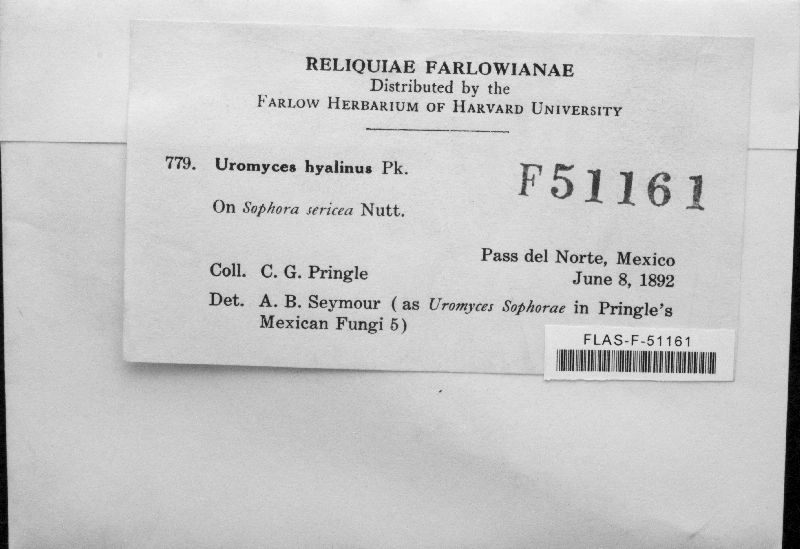 RELIQUIAE FARLOWIANAE
Distributed by the
FARLOW HERBARIUM OF HARVARD UNIVERSITY
779. Uromyces hyalinus Pk.
F51161
On Sophora sericea Nutt.
Pass del Norte, Mexico
Coll. C. G. Pringle
June 8, 1892
Det. A. B. Seymour ( as Uromyces Sophorae in Pringle's
Mexican Fungi 5)
FLAS-F-51161